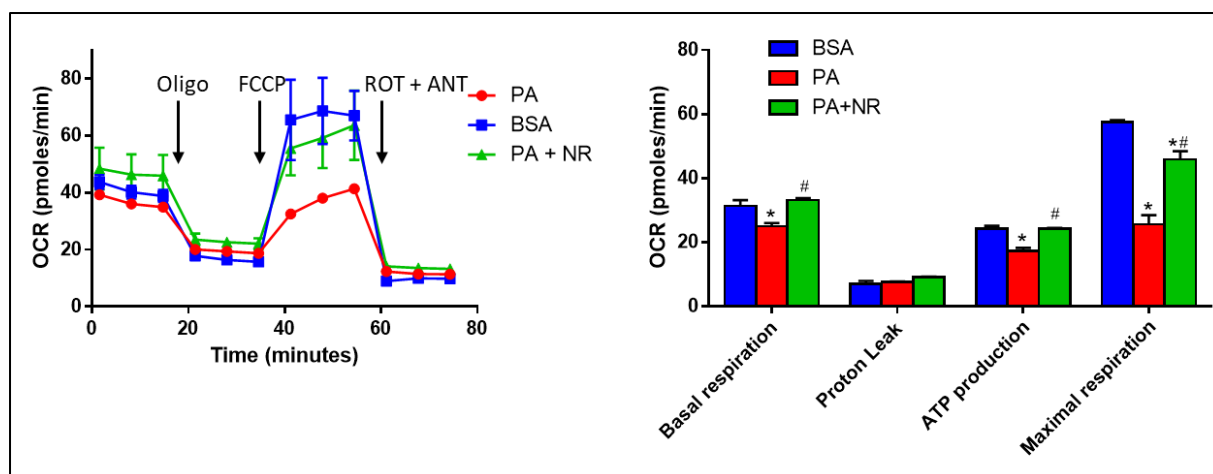 Oligo FCCP ROT + ANT
80
60
40
20
0
0 20 40 60 80
OCR (pmoles/min)
Time (minutes)
PA
BSA
PA + NR
BSA
PA
PA+NR
80
60
40
20
0
OCR (pmoles/min)
* # * # * *#
Basal respiration
Proton Leak
ATP production
Maximal respiration